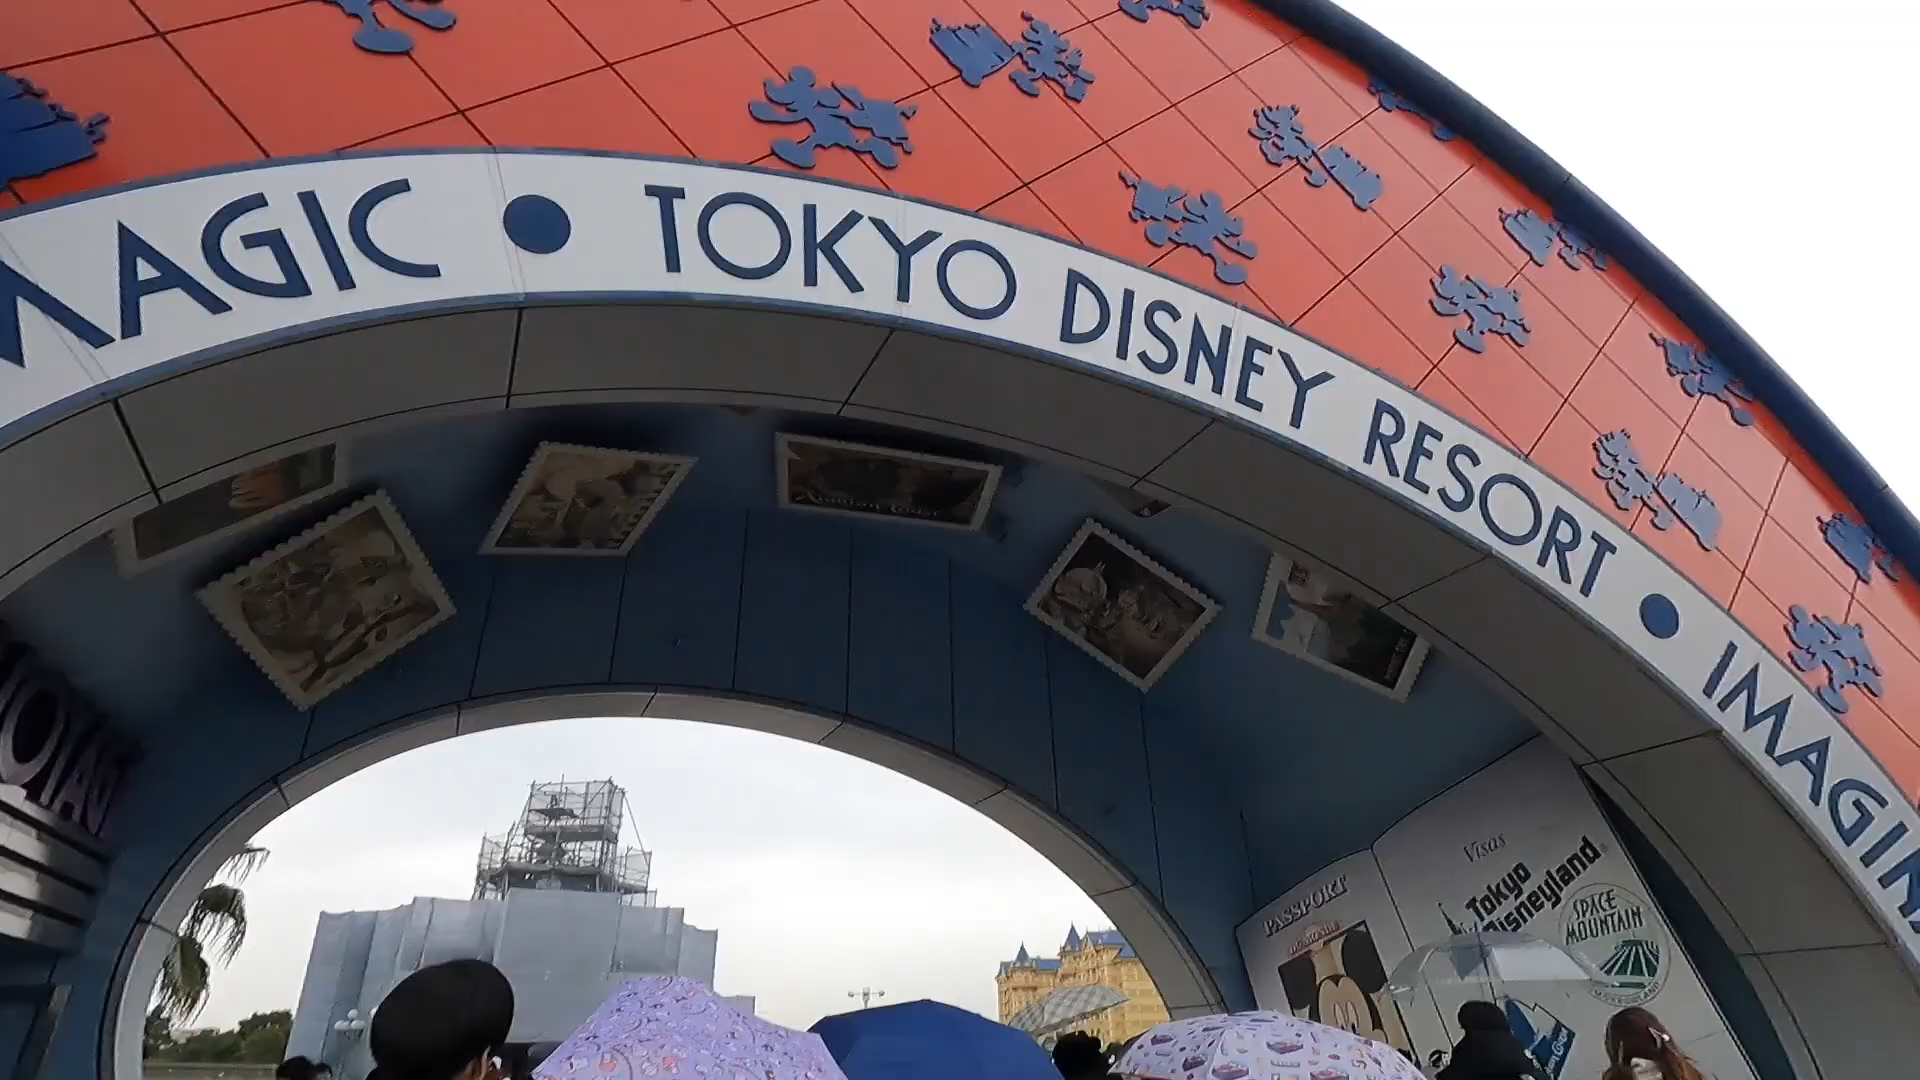 MAGIC • TOKYO DISNEY RESORT • IMAGIN
PASSPORT
Visas
Tokyo
Disneyland®
SPACE
MOUNTAIN